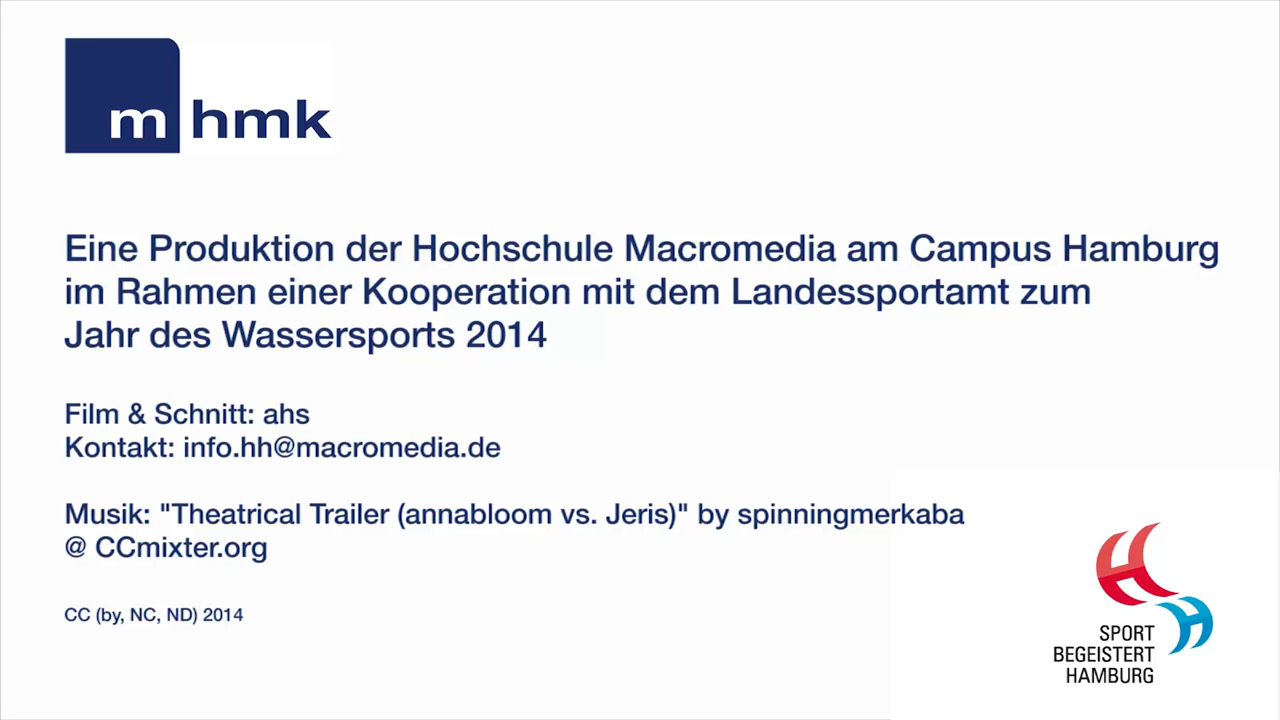 m hmk
Eine Produktion der Hochschule Macromedia am Campus Hamburg
im Rahmen einer Kooperation mit dem Landessportamt zum
Jahr des Wassersports 2014
Film & Schnitt: ahs
Kontakt: info.hh@macromedia.de
Musik: "Theatrical Trailer (annabloom vs. Jeris)" by spinningmerkaba
@ CCmixter.org
CC (by, NC, ND) 2014
SPORT
BEGEISTERT
HAMBURG